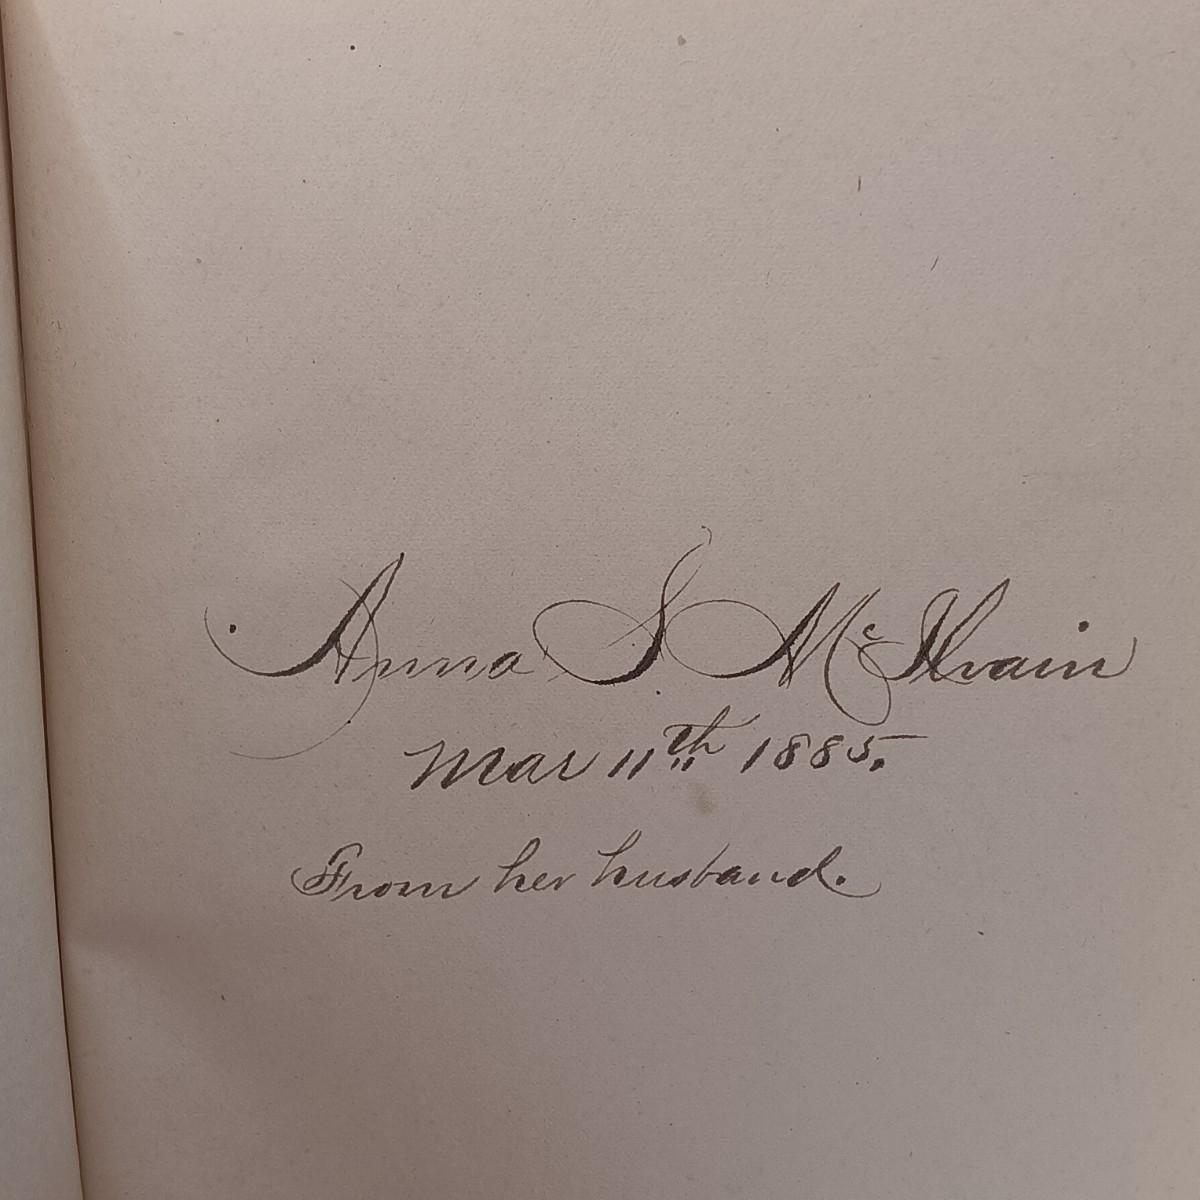 Anna S McIlvain
Mar 11th 1885.
From her husband.